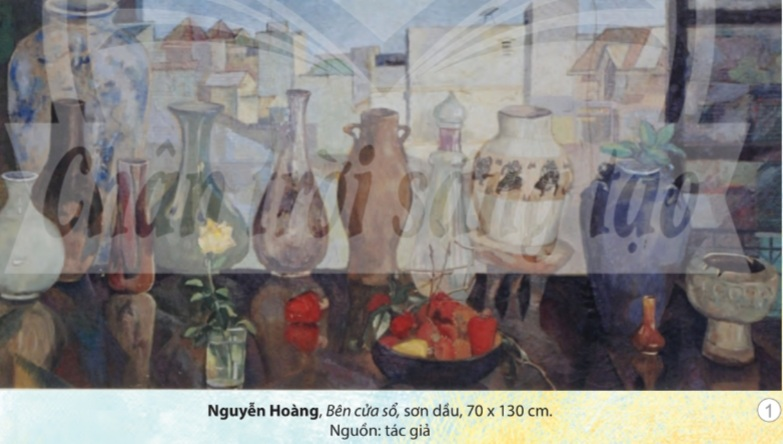 Chân trời sáng tạo
Nguyễn Hoàng, Bên cửa sổ, sơn dầu, 70 x 130 cm.
Nguồn: tác giả
1